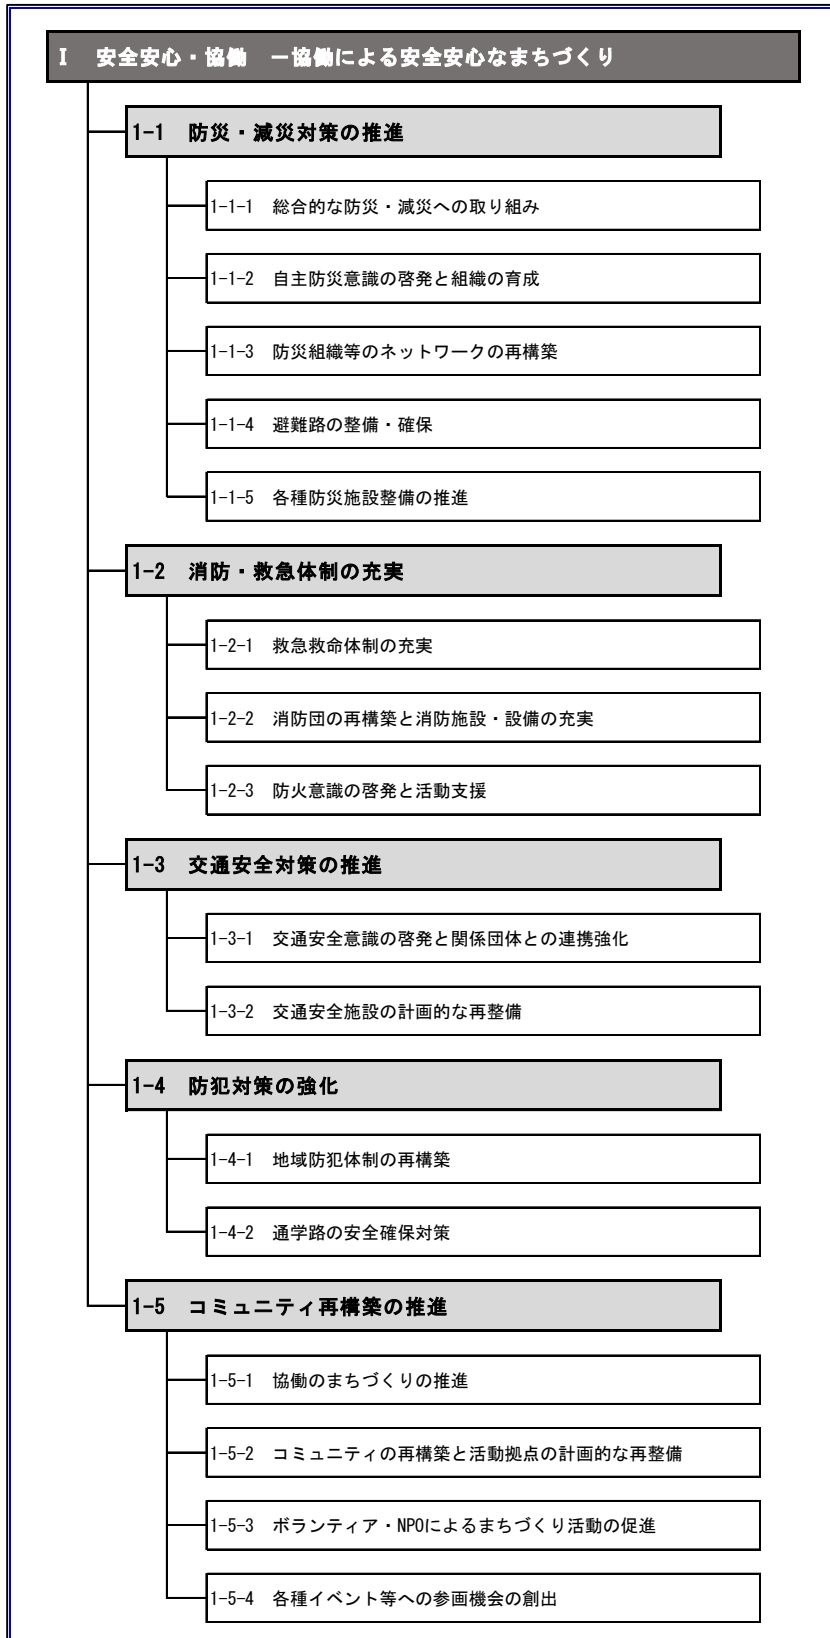 Ⅰ　安全安心・協働　－協働による安全安心なまちづくり
1-1　防災・減災対策の推進
1-1-1　総合的な防災・減災への取り組み
1-1-2　自主防災意識の啓発と組織の育成
1-1-3　防災組織等のネットワークの再構築
1-1-4　避難路の整備・確保
1-1-5　各種防災施設整備の推進
1-2　消防・救急体制の充実
1-2-1　救急救命体制の充実
1-2-2　消防団の再構築と消防施設・設備の充実
1-2-3　防火意識の啓発と活動支援
1-3　交通安全対策の推進
1-3-1　交通安全意識の啓発と関係団体との連携強化
1-3-2　交通安全施設の計画的な再整備
1-4　防犯対策の強化
1-4-1　地域防犯体制の再構築
1-4-2　通学路の安全確保対策
1-5　コミュニティ再構築の推進
1-5-1　協働のまちづくりの推進
1-5-2　コミュニティの再構築と活動拠点の計画的な再整備
1-5-3　ボランティア・NPOによるまちづくり活動の促進
1-5-4　各種イベント等への参画機会の創出